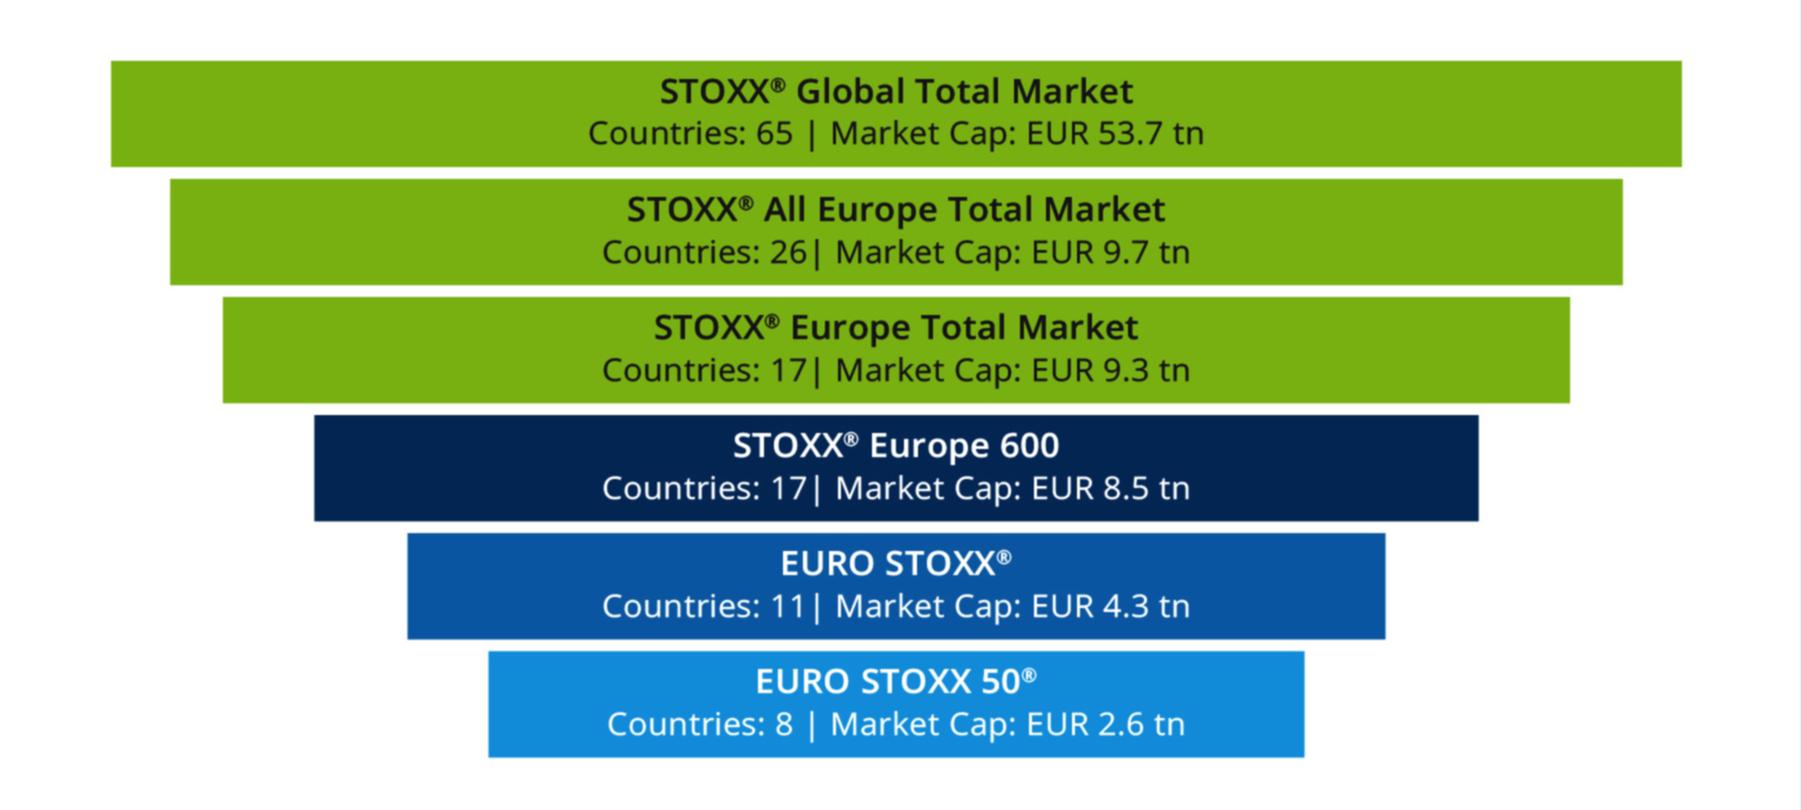 STOXX® Global Total Market
Countries: 65 | Market Cap: EUR 53.7 tn
STOXX® All Europe Total Market
Countries: 26| Market Cap: EUR 9.7 tn
STOXX® Europe Total Market
Countries: 17| Market Cap: EUR 9.3 tn
STOXX® Europe 600
Countries: 17| Market Cap: EUR 8.5 tn
EURO STOXX®
Countries: 11| Market Cap: EUR 4.3 tn
EURO STOXX 50®
Countries: 8 | Market Cap: EUR 2.6 tn